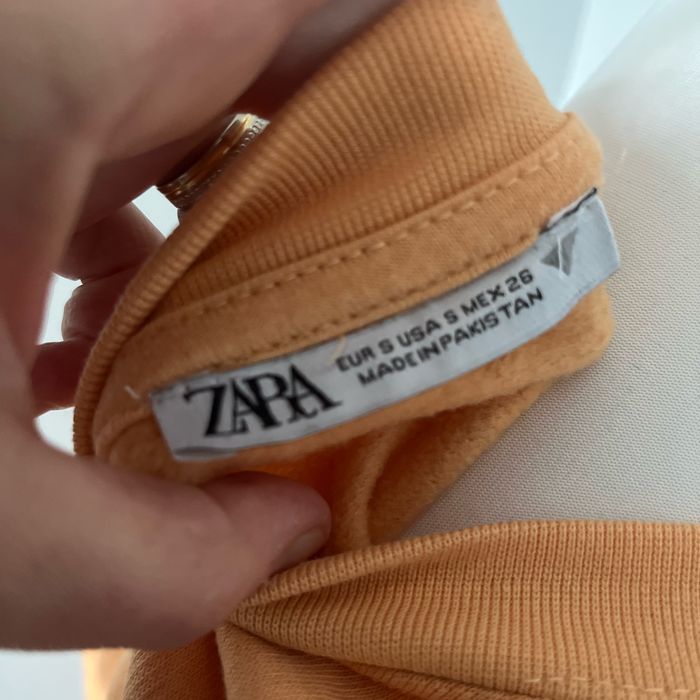 ZARA
EUR S USA S MEX 26
MADE IN PAKISTAN